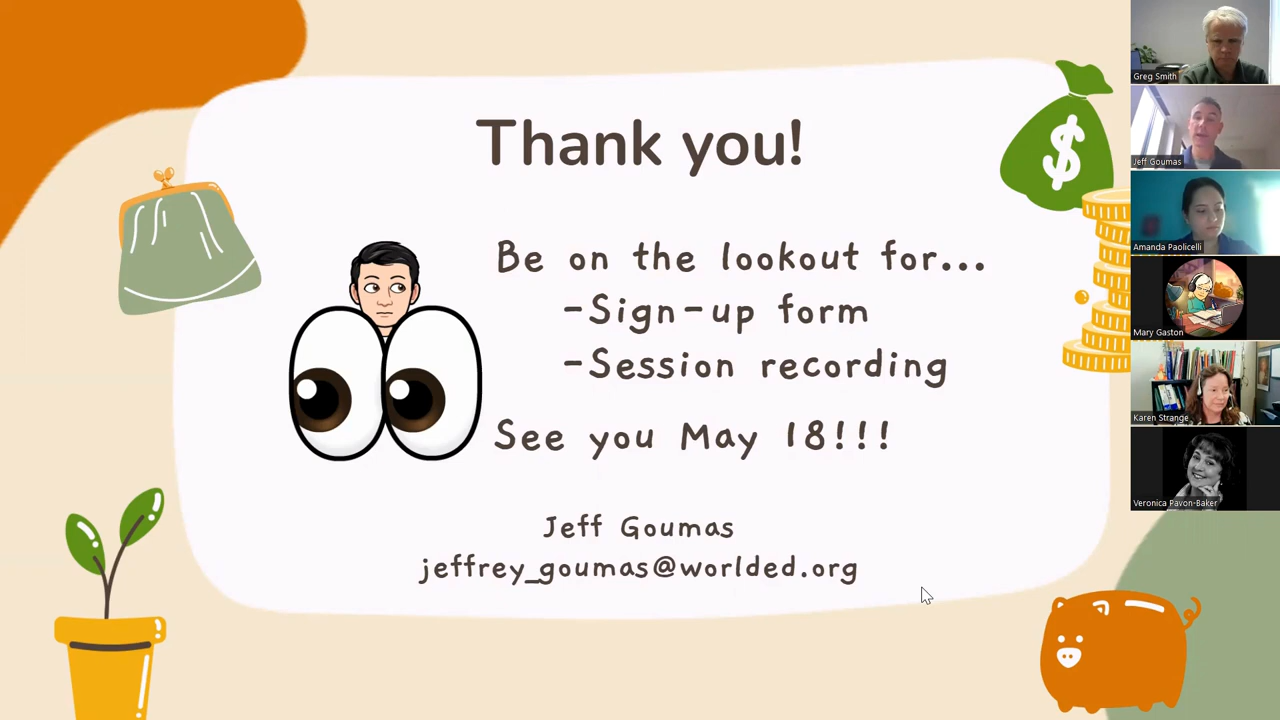 Thank you!
Be on the lookout for...
-Sign-up form
-Session recording
See you May 18!!!
Jeff Goumas
jeffrey_goumas@worlded.org
$
Greg Smith
Jeff Goumas
Amanda Paolicelli
Mary Gaston
Karen Strange
Veronica Pavon-Baker